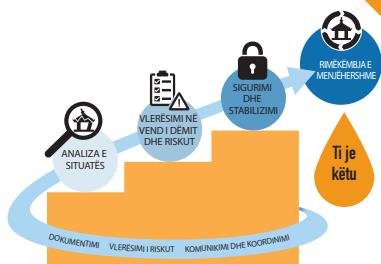 RIMËKËMBJA E
MENJËHERSHME
SIGURIMI
DHE
STABILIZIMI
VLERËSIMI NË
VEND I DËMIT
DHE RISKUT
ANALIZA E
SITUATËS
Ti je
këtu
DOKUMENTIMI VLERËSIMI I RISKUT KOMUNIKIMI DHE KOORDINIMI